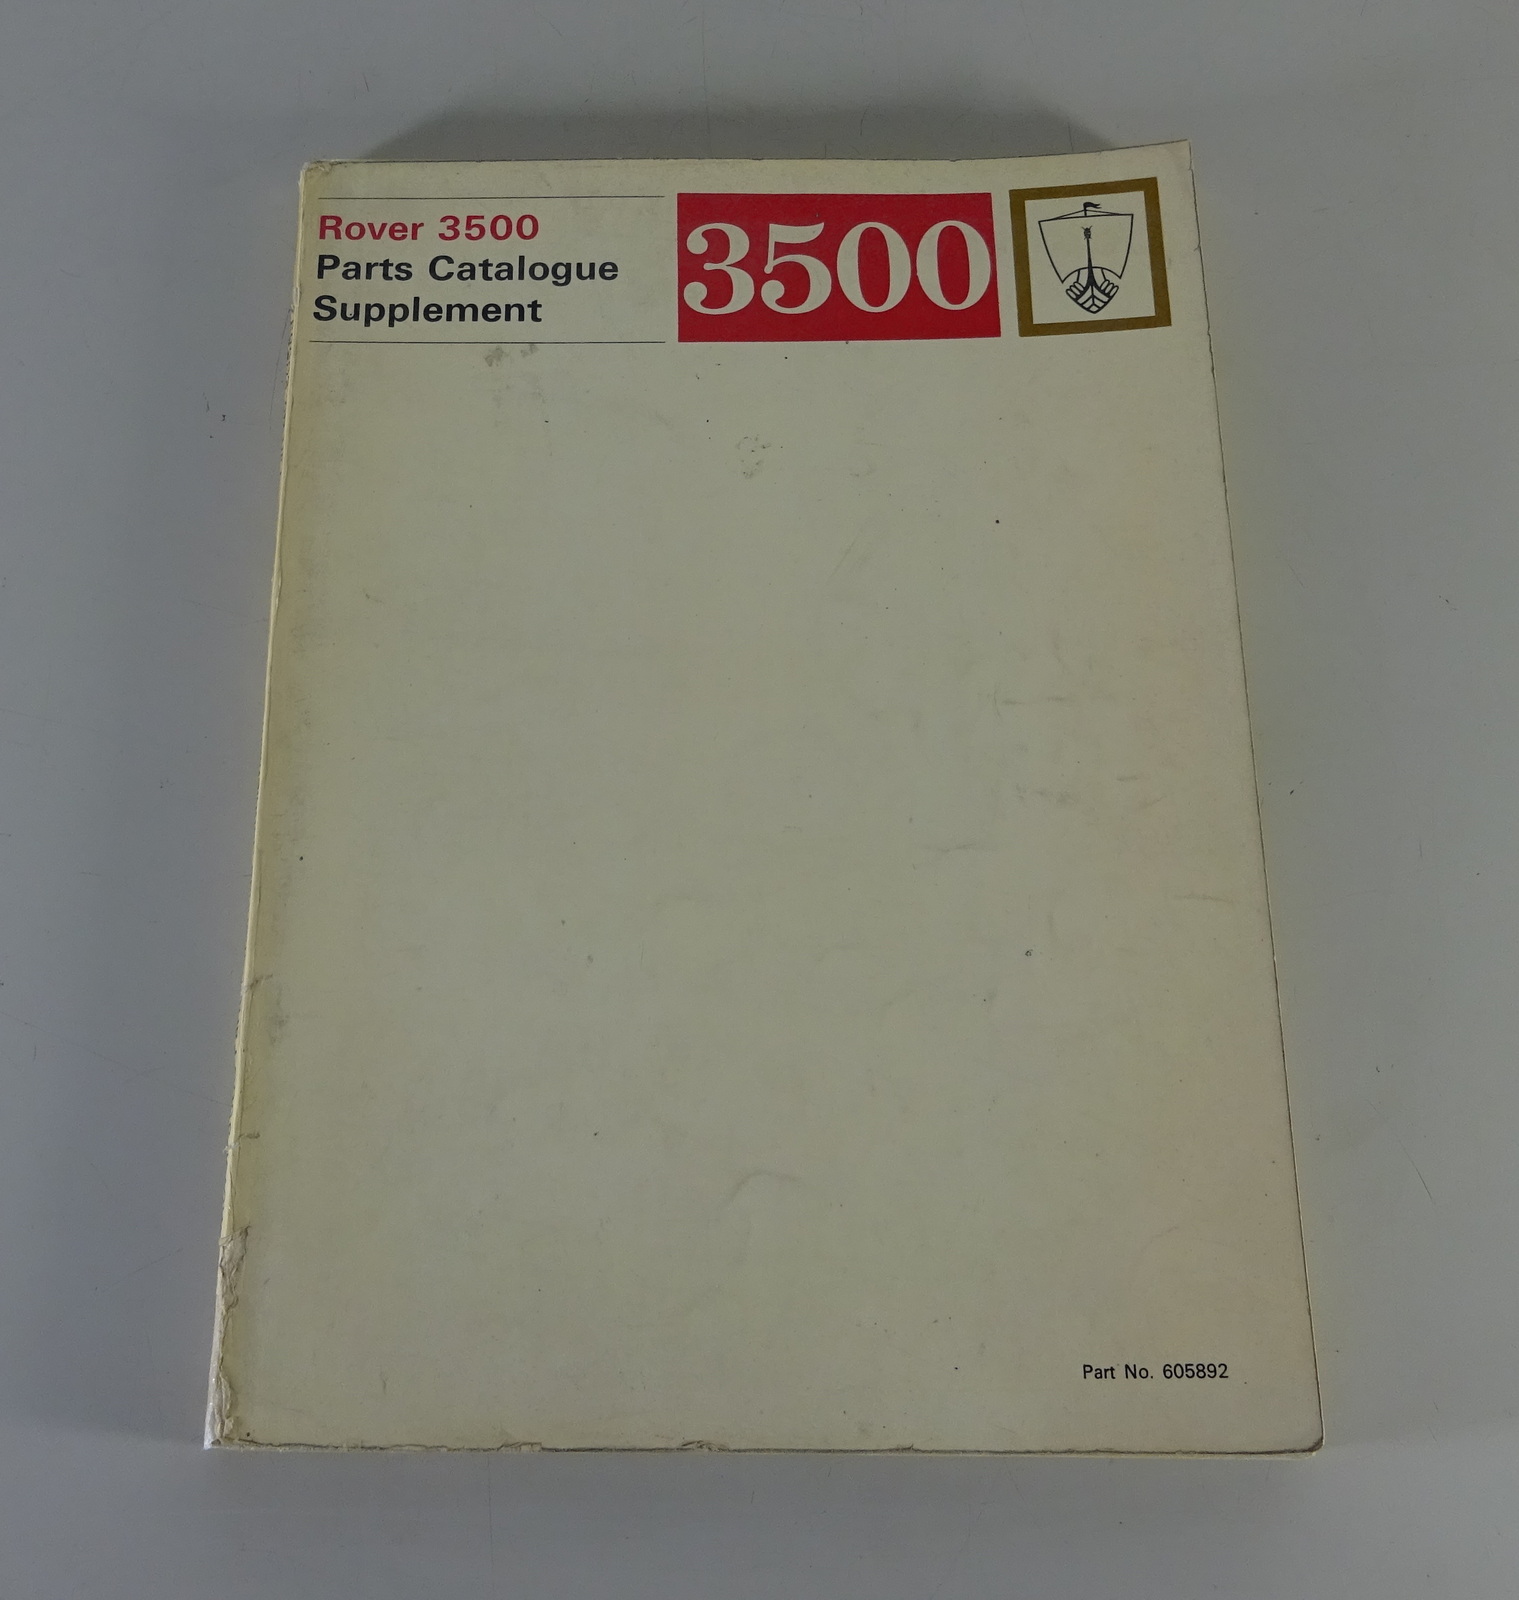 Rover 3500
Parts Catalogue
Supplement
3500
Part No. 605892